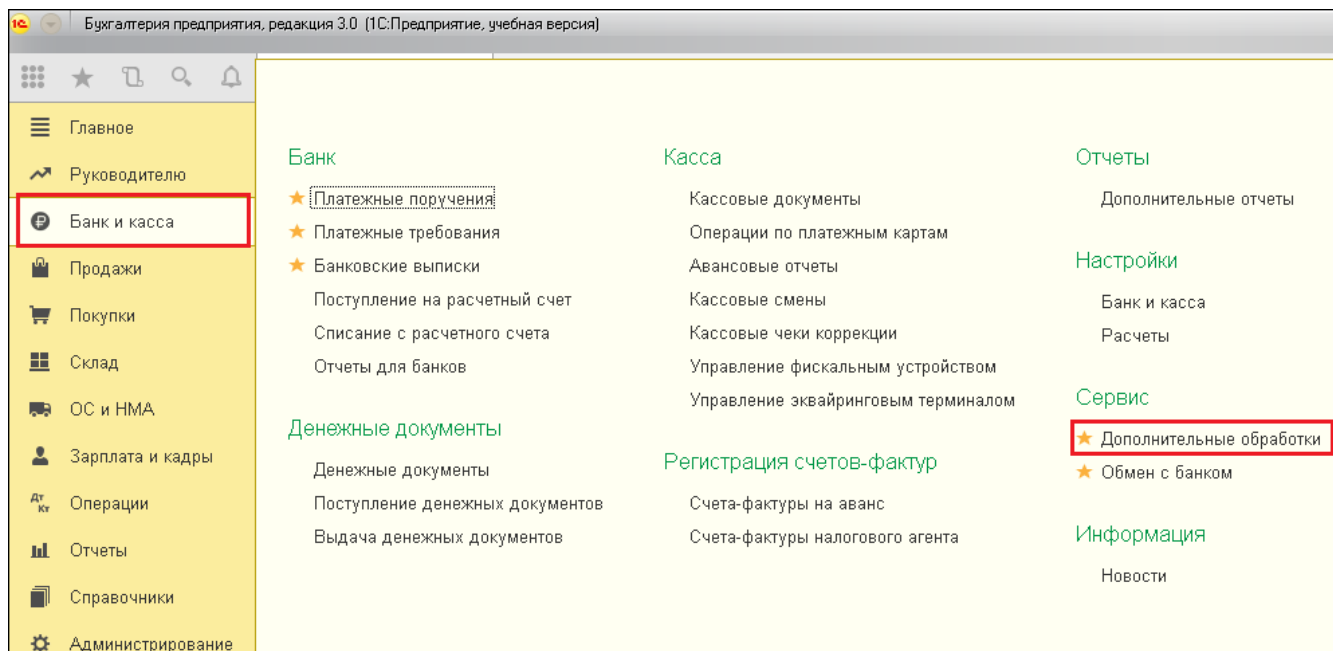 1С Бухгалтерия предприятия, редакция 3.0 (1С:Предприятие, учебная версия)
Главное
Руководителю
Банк и касса
Продажи
Покупки
Склад
ОС и НМА
Зарплата и кадры
Дт Кт Операции
Отчеты
Справочники
Администрирование
Банк
Платежные поручения
Платежные требования
Банковские выписки
Поступление на расчетный счет
Списание с расчетного счета
Отчеты для банков
Денежные документы
Денежные документы
Поступление денежных документов
Выдача денежных документов
Касса
Кассовые документы
Операции по платежным картам
Авансовые отчеты
Кассовые смены
Кассовые чеки коррекции
Управление фискальным устройством
Управление эквайринговым терминалом
Регистрация счетов-фактур
Счета-фактуры на аванс
Счета-фактуры налогового агента
Отчеты
Дополнительные отчеты
Настройки
Банк и касса
Расчеты
Сервис
Дополнительные обработки
Обмен с банком
Информация
Новости